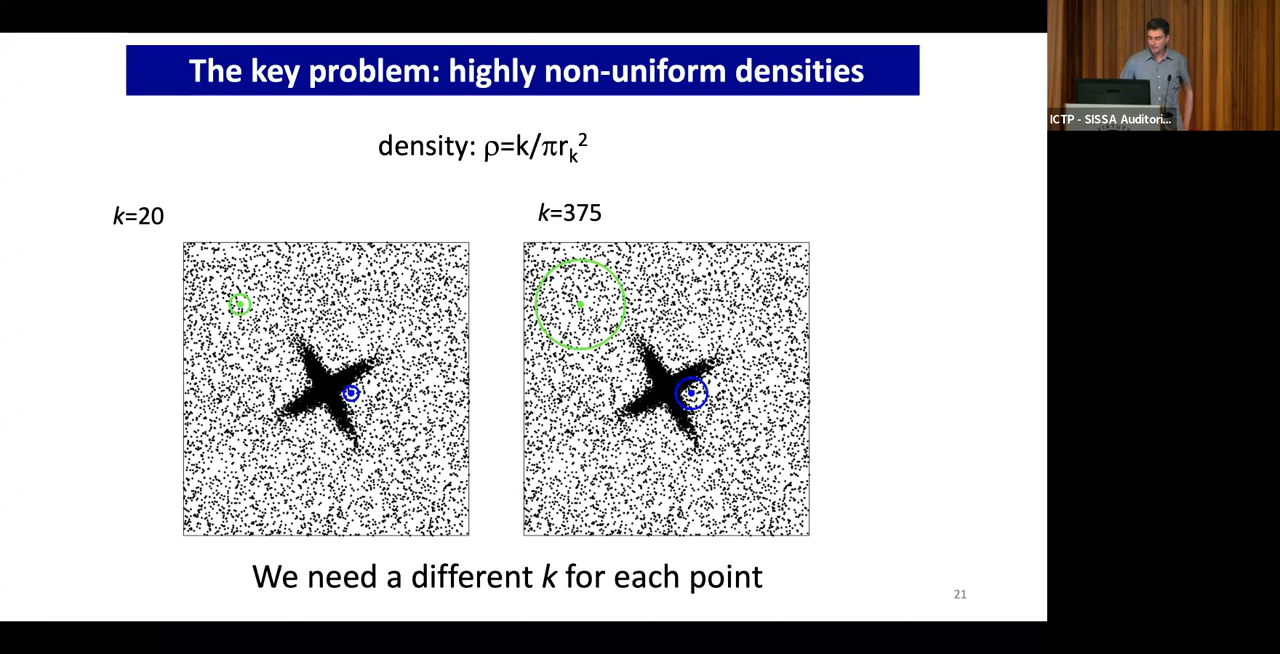 The key problem: highly non-uniform densities
density: ρ=k/πrₖ²
k=20
k=375
We need a different k for each point
21
ICTP - SISSA Auditori...